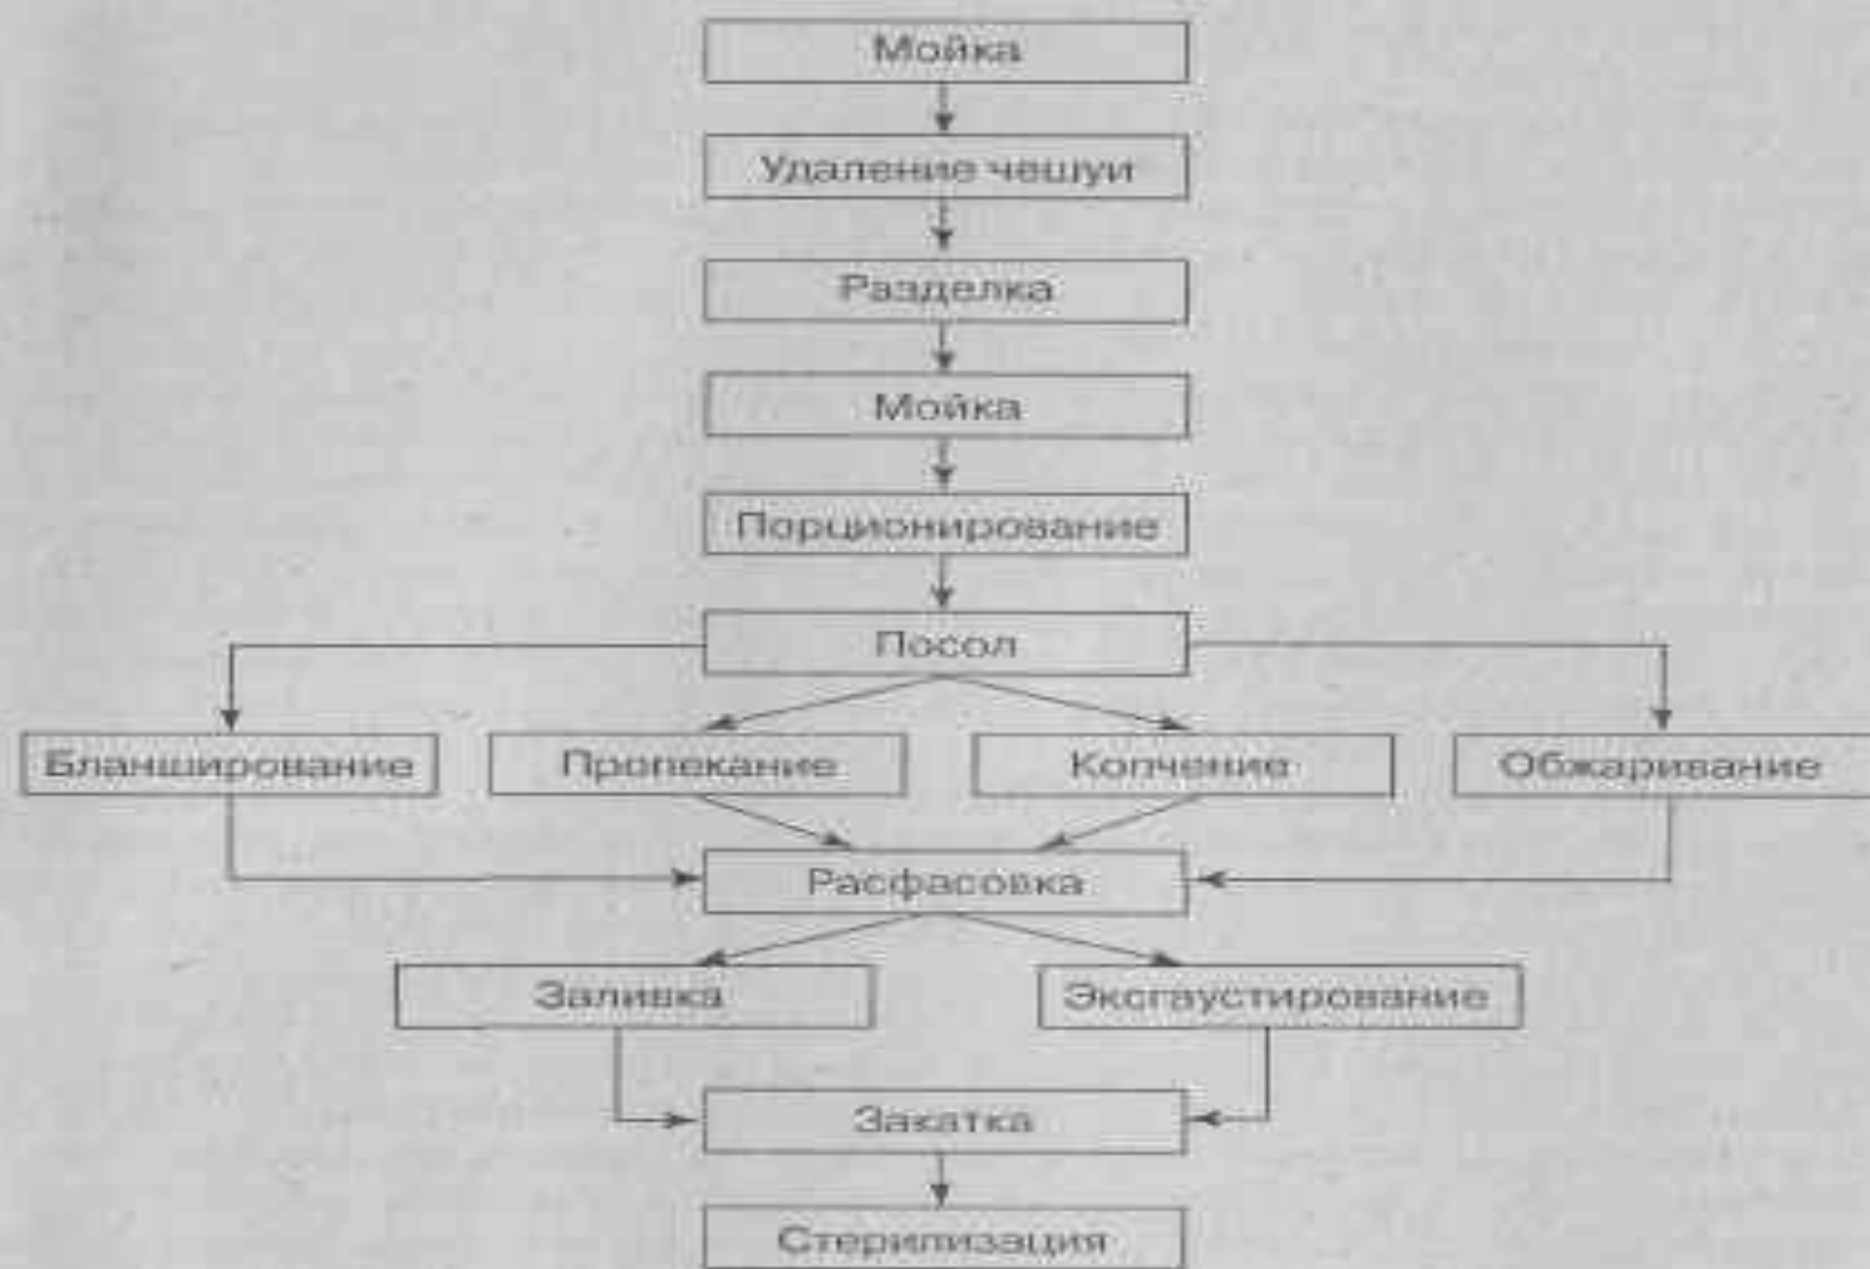 Мойка
Удаление чешуи
Разделка
Мойка
Порционирование
Посол
Бланширование
Пропекание
Копчение
Обжаривание
Расфасовка
Заливка
Эксгаустирование
Закатка
Стерилизация